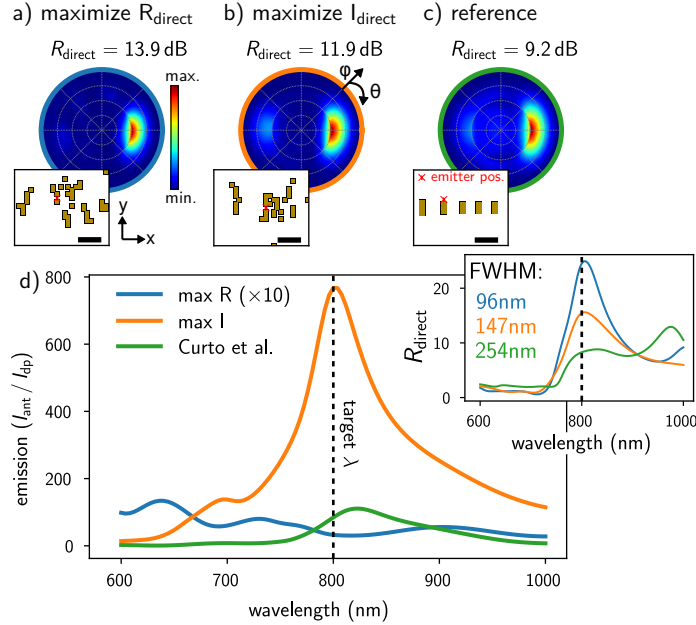 a) maximize R_direct
b) maximize I_direct
c) reference
R_direct = 13.9 dB
R_direct = 11.9 dB
R_direct = 9.2 dB
max.
min.
φ
θ
y
x
× emitter pos.
d)
800
600
400
200
0
emission (I_ant / I_dp)
max R (×10)
max I
Curto et al.
target λ
600
700
800
900
1000
wavelength (nm)
FWHM:
96nm
147nm
254nm
20
10
0
R_direct
600
800
1000
wavelength (nm)